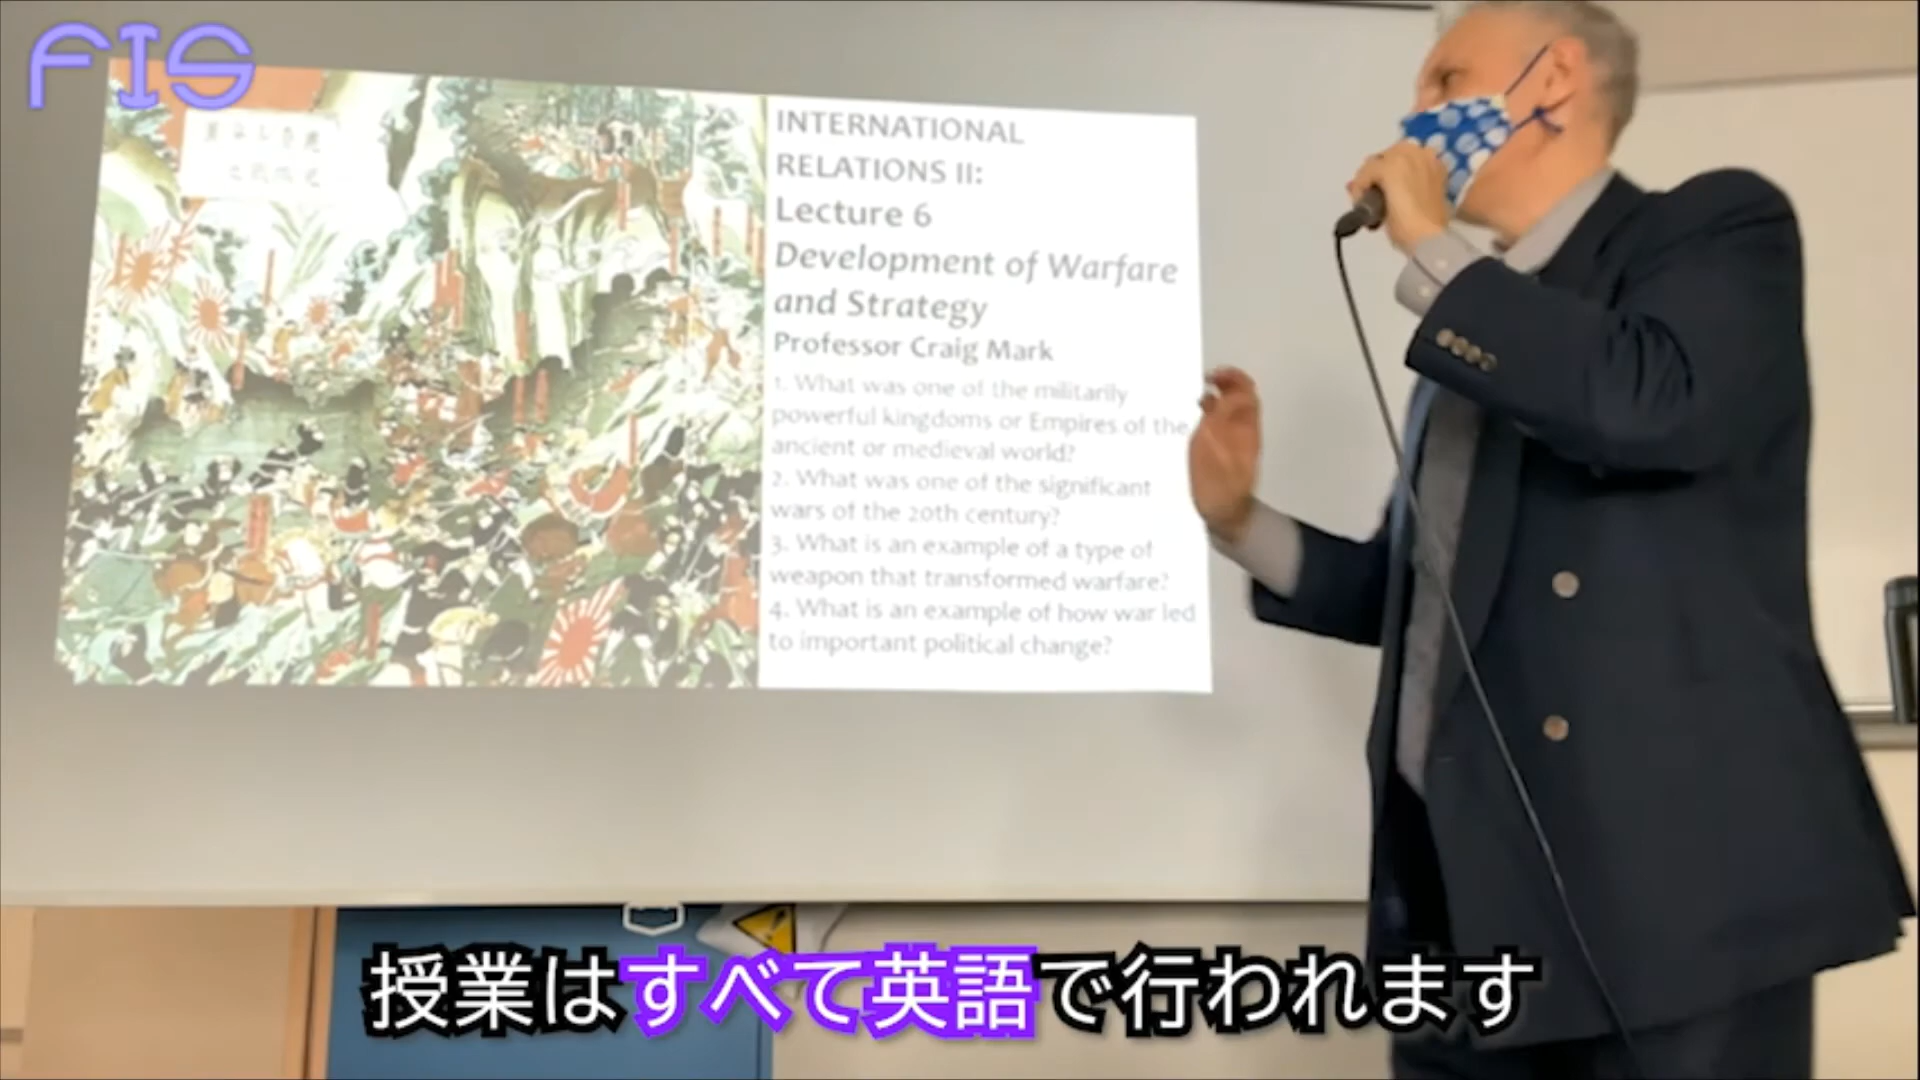 FIS
INTERNATIONAL
RELATIONS II:
Lecture 6
Development of Warfare
and Strategy
Professor Craig Mark
1. What was one of the militarily
powerful kingdoms or Empires of the
ancient or medieval world?
2. What was one of the significant
wars of the 20th century?
3. What is an example of a type of
weapon that transformed warfare?
4. What is an example of how war led
to important political change?
授業はすべて英語で行われます